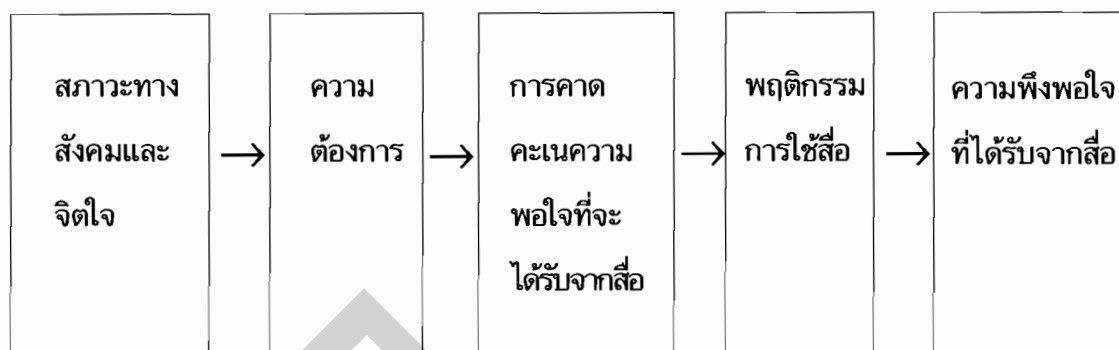 สภาวะทาง
สังคมและ
จิตใจ
ความ
ต้องการ
การคาด
คะเนความ
พอใจที่จะ
ได้รับจากสื่อ
พฤติกรรม
การใช้สื่อ
ความพึงพอใจ
ที่ได้รับจากสื่อ